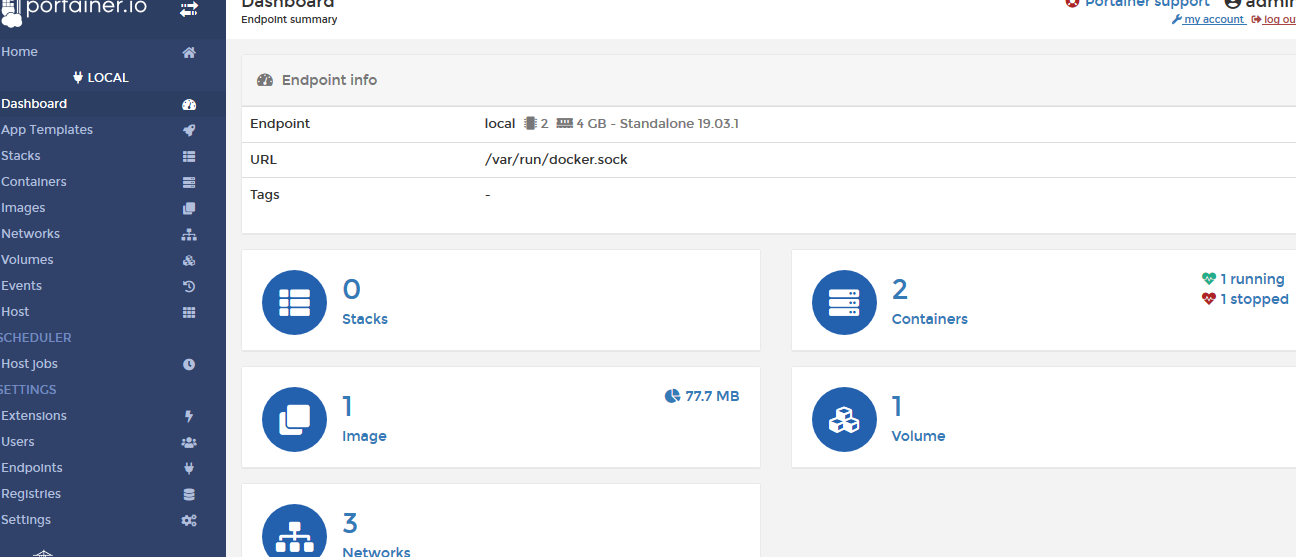 portainer.io
Home
LOCAL
Dashboard
App Templates
Stacks
Containers
Images
Networks
Volumes
Events
Host
SCHEDULER
Host jobs
SETTINGS
Extensions
Users
Endpoints
Registries
Settings
Dashboard
Endpoint summary
Portainer support
admin
my account
log ou
Endpoint info
Endpoint local 2 4 GB - Standalone 19.03.1
URL /var/run/docker.sock
Tags -
0
Stacks
2
Containers
1 running
1 stopped
1
Image
77.7 MB
1
Volume
3
Networks